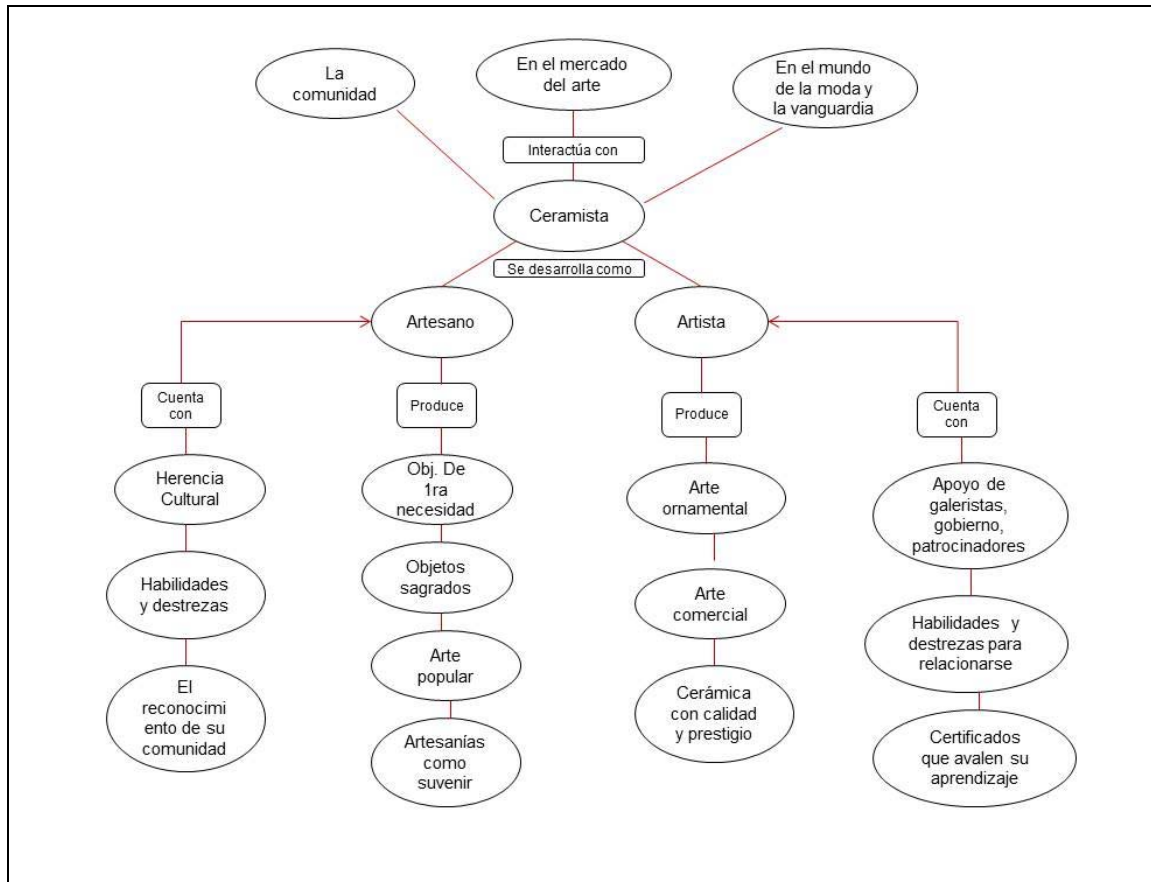 La
comunidad
En el mercado
del arte
En el mundo
de la moda y
la vanguardia
Interactúa con
Ceramista
Se desarrolla como
Artesano
Artista
Cuenta
con
Produce
Produce
Cuenta
con
Herencia
Cultural
Habilidades
y destrezas
El
reconocimi
ento de su
comunidad
Obj. De
1ra
necesidad
Objetos
sagrados
Arte
popular
Artesanías
como
suvenir
Arte
ornamental
Arte
comercial
Cerámica
con calidad
y prestigio
Apoyo de
galeristas,
gobierno,
patrocinadores
Habilidades y
destrezas para
relacionarse
Certificados
que avalen su
aprendizaje